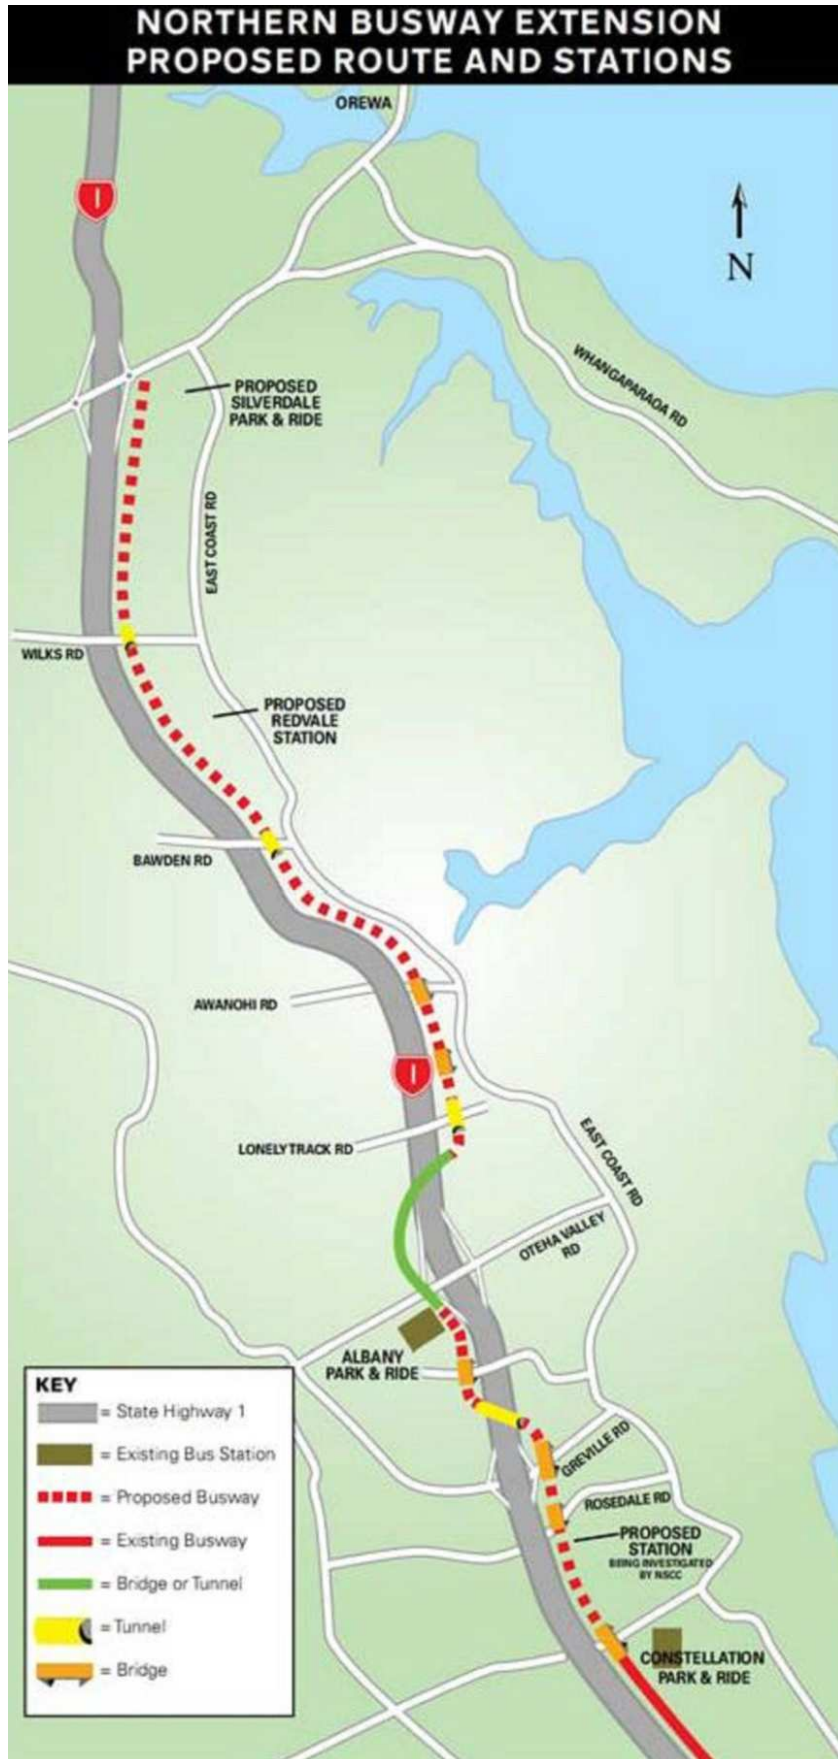 NORTHERN BUSWAY EXTENSION
PROPOSED ROUTE AND STATIONS
OREWA
1
N
WHANGAPARAOA RD
PROPOSED
SILVERDALE
PARK & RIDE
EAST COAST RD
WILKS RD
PROPOSED
REDVALE
STATION
BAWDEN RD
AWANOHI RD
1
LONELY TRACK RD
EAST COAST RD
OTEHA VALLEY
RD
ALBANY
PARK & RIDE
GREVILLE RD
ROSEDALE RD
PROPOSED
STATION
BEING INVESTIGATED
BY NSCC
CONSTELLATION
PARK & RIDE
KEY
= State Highway 1
= Existing Bus Station
= Proposed Busway
= Existing Busway
= Bridge or Tunnel
= Tunnel
= Bridge